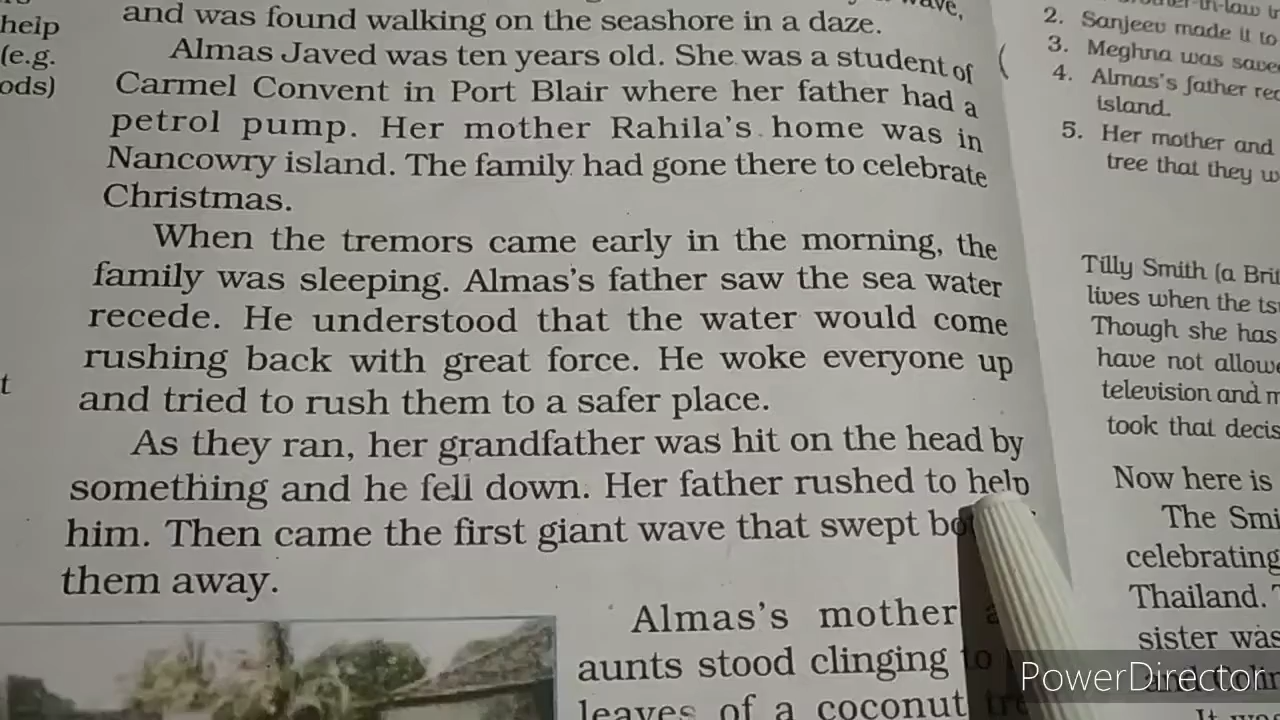 help
(e.g.
ods)
t
and was found walking on the seashore in a daze.
Almas Javed was ten years old. She was a student of
Carmel Convent in Port Blair where her father had a
petrol pump. Her mother Rahila's home was in
Nancowry island. The family had gone there to celebrate
Christmas.
When the tremors came early in the morning, the
family was sleeping. Almas's father saw the sea water
recede. He understood that the water would come
rushing back with great force. He woke everyone up
and tried to rush them to a safer place.
As they ran, her grandfather was hit on the head by
something and he fell down. Her father rushed to help
him. Then came the first giant wave that swept
them away.
Almas's mother
aunts stood clinging to
leaves of a coconut
2. Sanjeev made it to
3. Meghna was save
4. Almas's father rec
island.
5. Her mother and
tree that they w
Tilly Smith (a Bri
lives when the ts
Though she has
have not allow
television and m
took that decis
Now here is
The Smi
celebrating
Thailand.
sister was
and Colin
PowerDirector